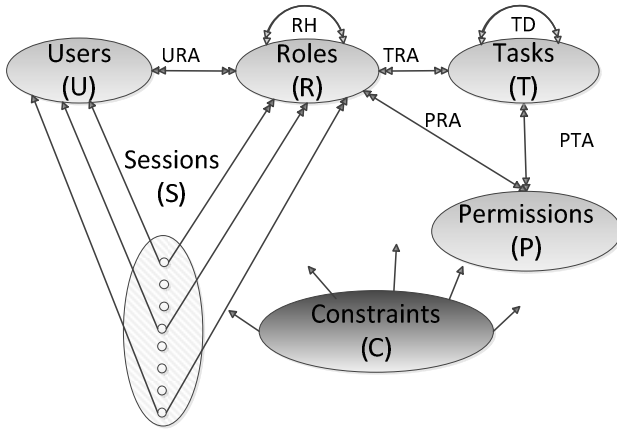 RH
TD
Users
(U)
URA
Roles
(R)
TRA
Tasks
(T)
PRA
PTA
Sessions
(S)
Permissions
(P)
Constraints
(C)